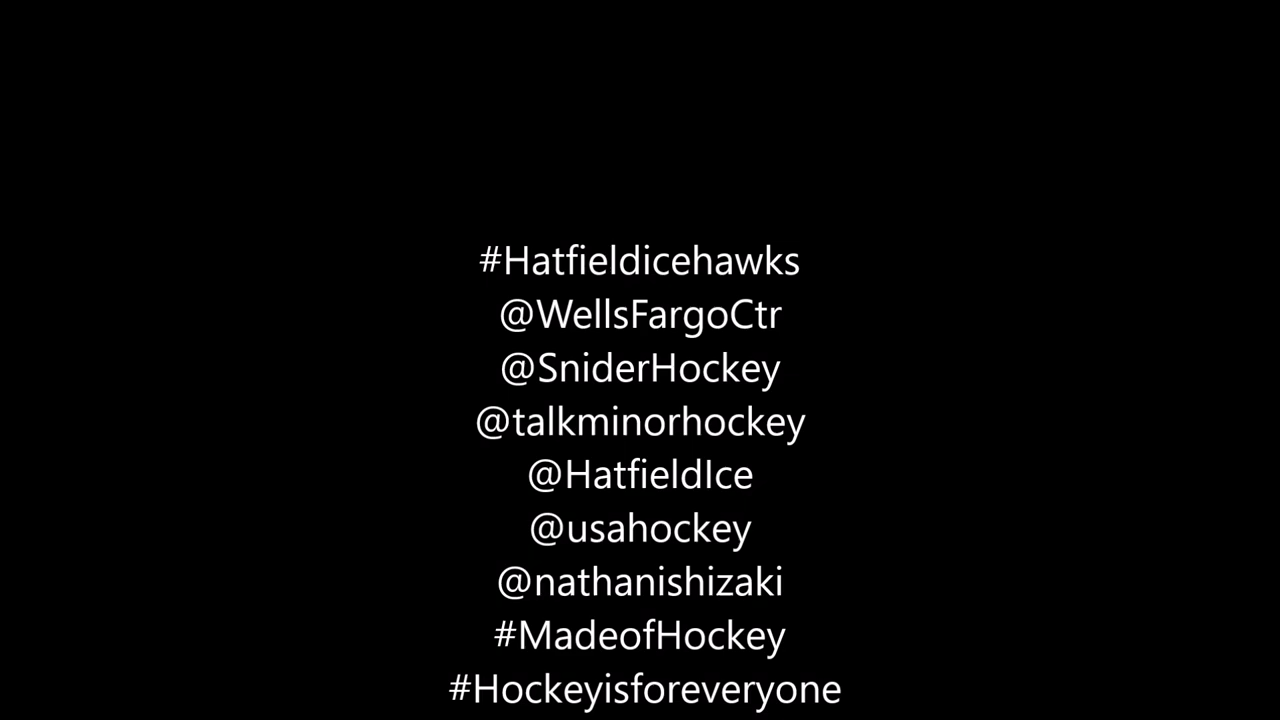 #Hatfieldicehawks
@WellsFargoCtr
@SniderHockey
@talkminorhockey
@HatfieldIce
@usahockey
@nathanishizaki
#MadeofHockey
#Hockeyisforeveryone